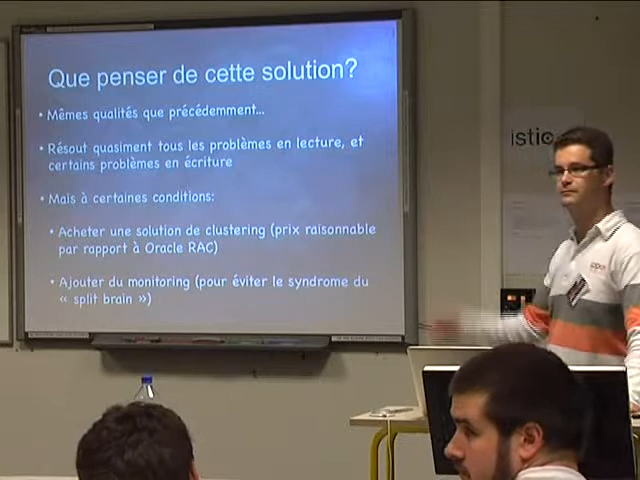 Que penser de cette solution?
• Mêmes qualités que précédemment...
• Résout quasiment tous les problèmes en lecture, et
certains problèmes en écriture
• Mais à certaines conditions:
• Acheter une solution de clustering (prix raisonnable
par rapport à Oracle RAC)
• Ajouter du monitoring (pour éviter le syndrome du
« split brain »)
istic